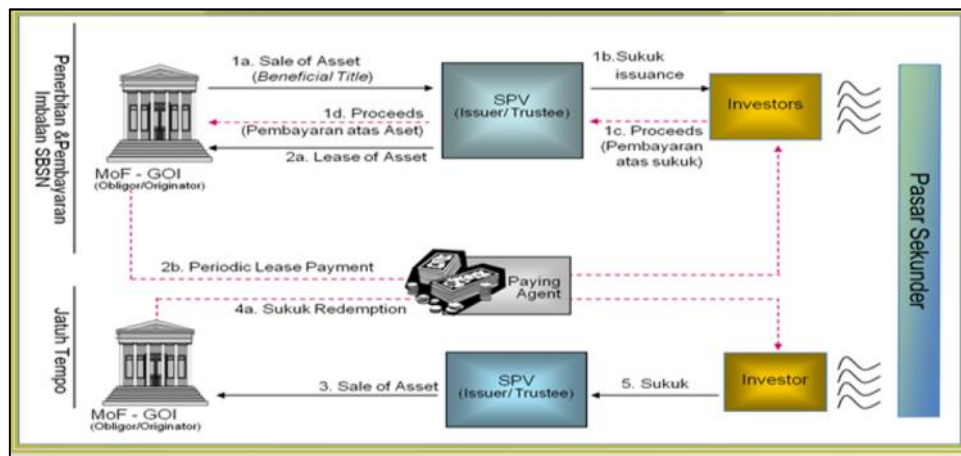 Penerbitan &Pembayaran
Imbalan SBSN
1a. Sale of Asset
(Beneficial Title)
1b.Sukuk
issuance
SPV
(Issuer/ Trustee)
Investors
1d. Proceeds
(Pembayaran atas Aset)
1c. Proceeds
(Pembayaran
atas sukuk)
2a. Lease of Asset
MoF - GOI
(Obligor/Originator)
2b. Periodic Lease Payment
Paying
Agent
Pasar Sekunder
Jatuh Tempo
4a. Sukuk Redemption
SPV
(Issuer/ Trustee)
Investor
3. Sale of Asset
5. Sukuk
MoF - GOI
(Obligor/Originator)